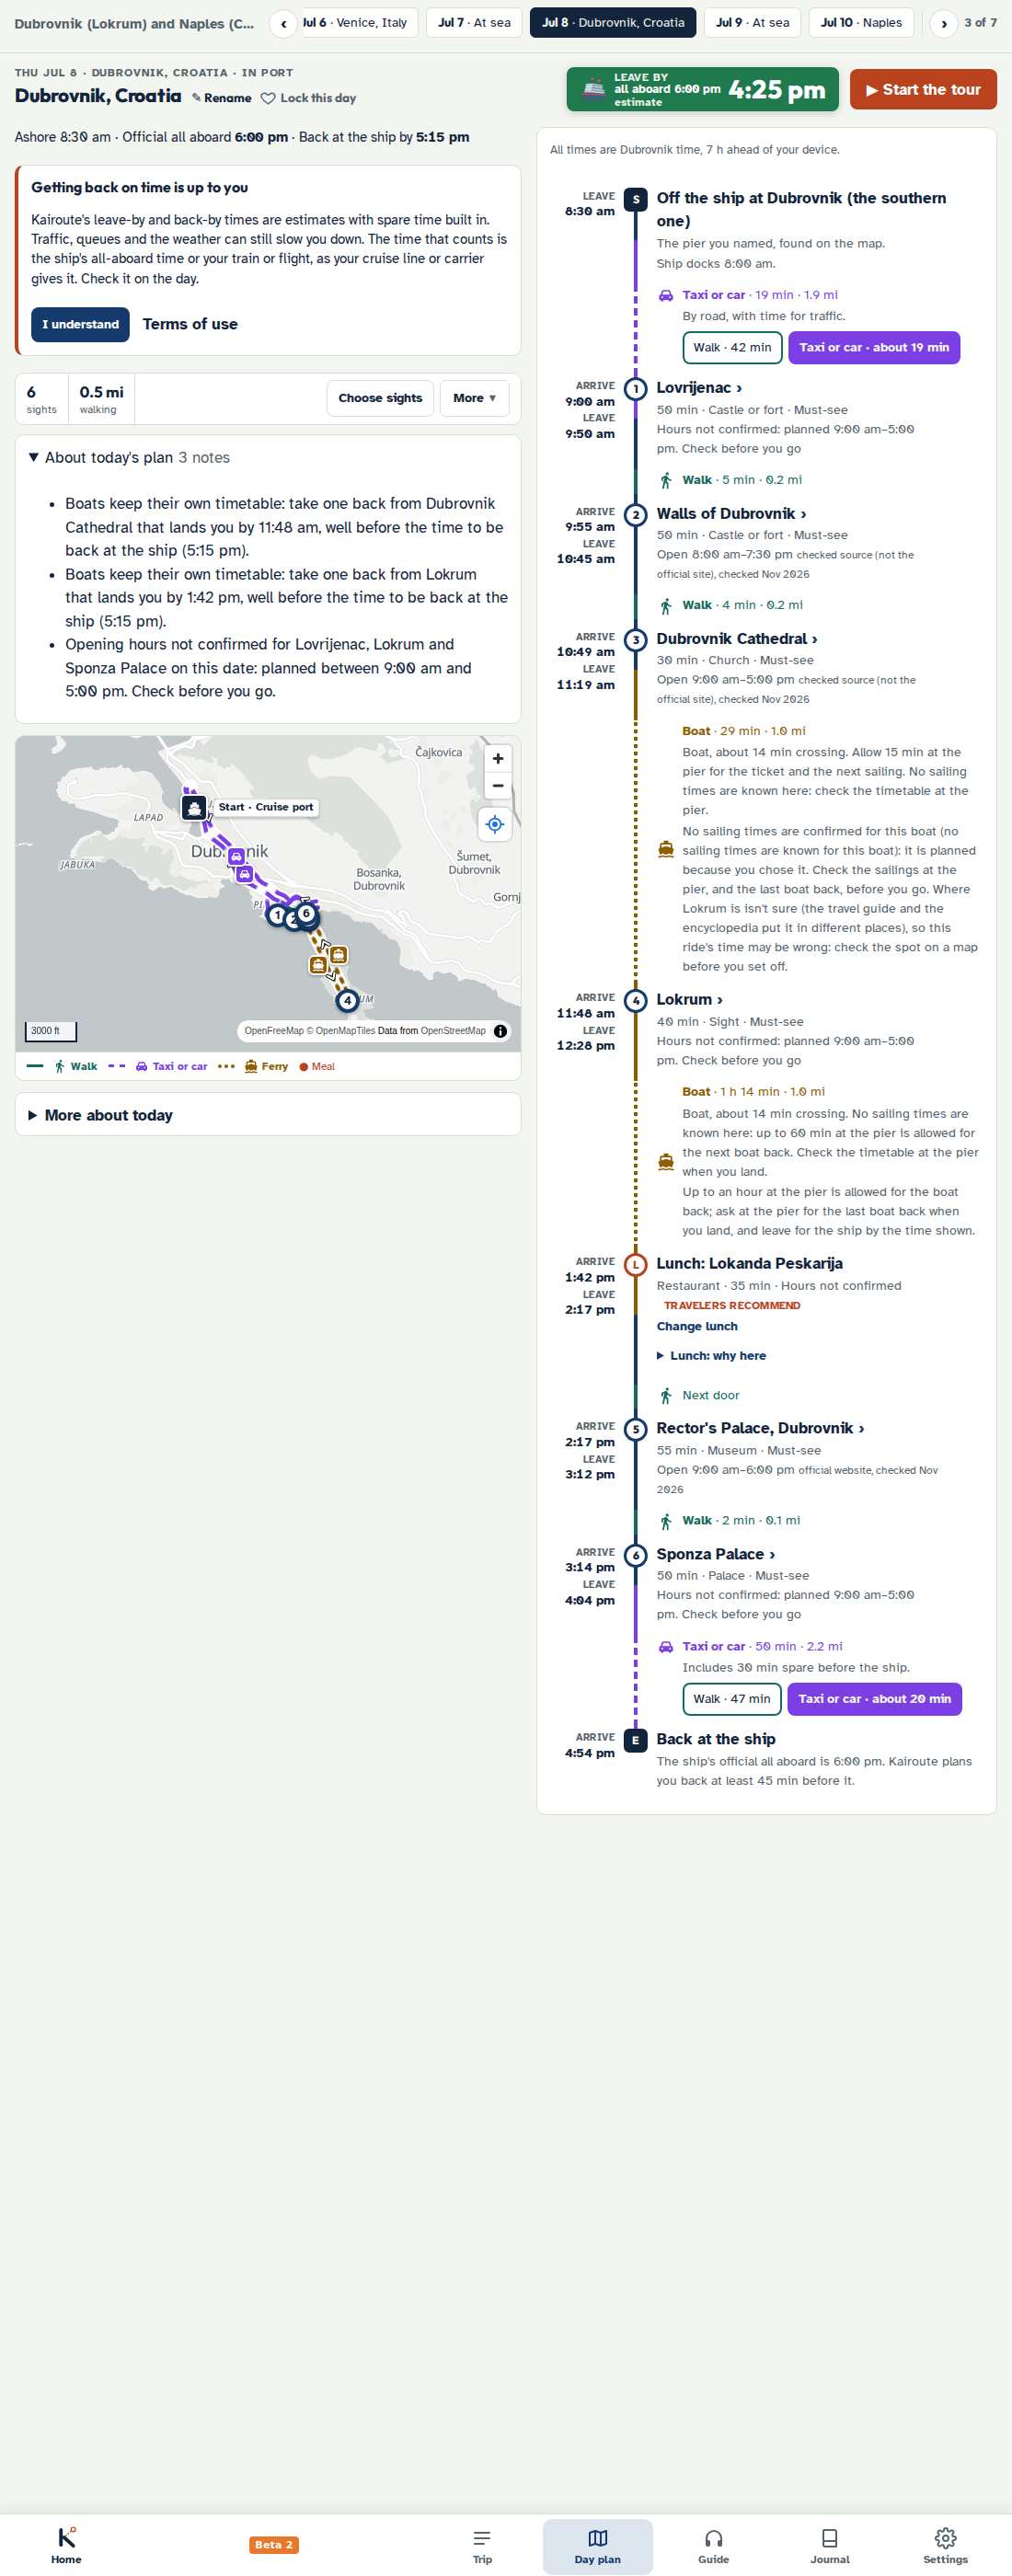 Dubrovnik (Lokrum) and Naples (C...
‹
Jul 6 · Venice, Italy
Jul 7 · At sea
Jul 8 · Dubrovnik, Croatia
Jul 9 · At sea
Jul 10 · Naples
›
3 of 7
THU JUL 8 · DUBROVNIK, CROATIA · IN PORT
Dubrovnik, Croatia
✎ Rename
Lock this day
LEAVE BY
all aboard 6:00 pm
estimate
4:25 pm
▶ Start the tour
Ashore 8:30 am · Official all aboard 6:00 pm · Back at the ship by 5:15 pm
Getting back on time is up to you
Kairoute's leave-by and back-by times are estimates with spare time built in.
Traffic, queues and the weather can still slow you down. The time that counts is
the ship's all-aboard time or your train or flight, as your cruise line or carrier
gives it. Check it on the day.
I understand
Terms of use
6
sights
0.5 mi
walking
Choose sights
More ▼
▼ About today's plan 3 notes
• Boats keep their own timetable: take one back from Dubrovnik
Cathedral that lands you by 11:48 am, well before the time to be
back at the ship (5:15 pm).
• Boats keep their own timetable: take one back from Lokrum
that lands you by 1:42 pm, well before the time to be back at the
ship (5:15 pm).
• Opening hours not confirmed for Lovrijenac, Lokrum and
Sponza Palace on this date: planned between 9:00 am and
5:00 pm. Check before you go.
Čajkovica
+
−
Start · Cruise port
LAPAD
JABUKA
Šumet,
Dubrovnik
Bosanka,
Dubrovnik
Gornj
1
2
6
4
UM
3000 ft
OpenFreeMap © OpenMapTiles Data from OpenStreetMap
Walk
Taxi or car
Ferry
Meal
▶ More about today
All times are Dubrovnik time, 7 h ahead of your device.
LEAVE
8:30 am
S
Off the ship at Dubrovnik (the southern
one)
The pier you named, found on the map.
Ship docks 8:00 am.
Taxi or car · 19 min · 1.9 mi
By road, with time for traffic.
Walk · 42 min
Taxi or car · about 19 min
ARRIVE
9:00 am
LEAVE
9:50 am
1
Lovrijenac ›
50 min · Castle or fort · Must-see
Hours not confirmed: planned 9:00 am–5:00
pm. Check before you go
Walk · 5 min · 0.2 mi
ARRIVE
9:55 am
LEAVE
10:45 am
2
Walls of Dubrovnik ›
50 min · Castle or fort · Must-see
Open 8:00 am–7:30 pm checked source (not the
official site), checked Nov 2026
Walk · 4 min · 0.2 mi
ARRIVE
10:49 am
LEAVE
11:19 am
3
Dubrovnik Cathedral ›
30 min · Church · Must-see
Open 9:00 am–5:00 pm checked source (not the
official site), checked Nov 2026
Boat · 29 min · 1.0 mi
Boat, about 14 min crossing. Allow 15 min at the
pier for the ticket and the next sailing. No sailing
times are known here: check the timetable at the
pier.
No sailing times are confirmed for this boat (no
sailing times are known for this boat): it is planned
because you chose it. Check the sailings at the
pier, and the last boat back, before you go. Where
Lokrum is isn't sure (the travel guide and the
encyclopedia put it in different places), so this
ride's time may be wrong: check the spot on a map
before you set off.
ARRIVE
11:48 am
LEAVE
12:28 pm
4
Lokrum ›
40 min · Sight · Must-see
Hours not confirmed: planned 9:00 am–5:00
pm. Check before you go
Boat · 1 h 14 min · 1.0 mi
Boat, about 14 min crossing. No sailing times are
known here: up to 60 min at the pier is allowed for
the next boat back. Check the timetable at the pier
when you land.
Up to an hour at the pier is allowed for the boat
back; ask at the pier for the last boat back when
you land, and leave for the ship by the time shown.
ARRIVE
1:42 pm
LEAVE
2:17 pm
L
Lunch: Lokanda Peskarija
Restaurant · 35 min · Hours not confirmed
TRAVELERS RECOMMEND
Change lunch
▶ Lunch: why here
Next door
ARRIVE
2:17 pm
LEAVE
3:12 pm
5
Rector's Palace, Dubrovnik ›
55 min · Museum · Must-see
Open 9:00 am–6:00 pm official website, checked Nov
2026
Walk · 2 min · 0.1 mi
ARRIVE
3:14 pm
LEAVE
4:04 pm
6
Sponza Palace ›
50 min · Palace · Must-see
Hours not confirmed: planned 9:00 am–5:00
pm. Check before you go
Taxi or car · 50 min · 2.2 mi
Includes 30 min spare before the ship.
Walk · 47 min
Taxi or car · about 20 min
ARRIVE
4:54 pm
E
Back at the ship
The ship's official all aboard is 6:00 pm. Kairoute plans
you back at least 45 min before it.
Home
Beta 2
Trip
Day plan
Guide
Journal
Settings